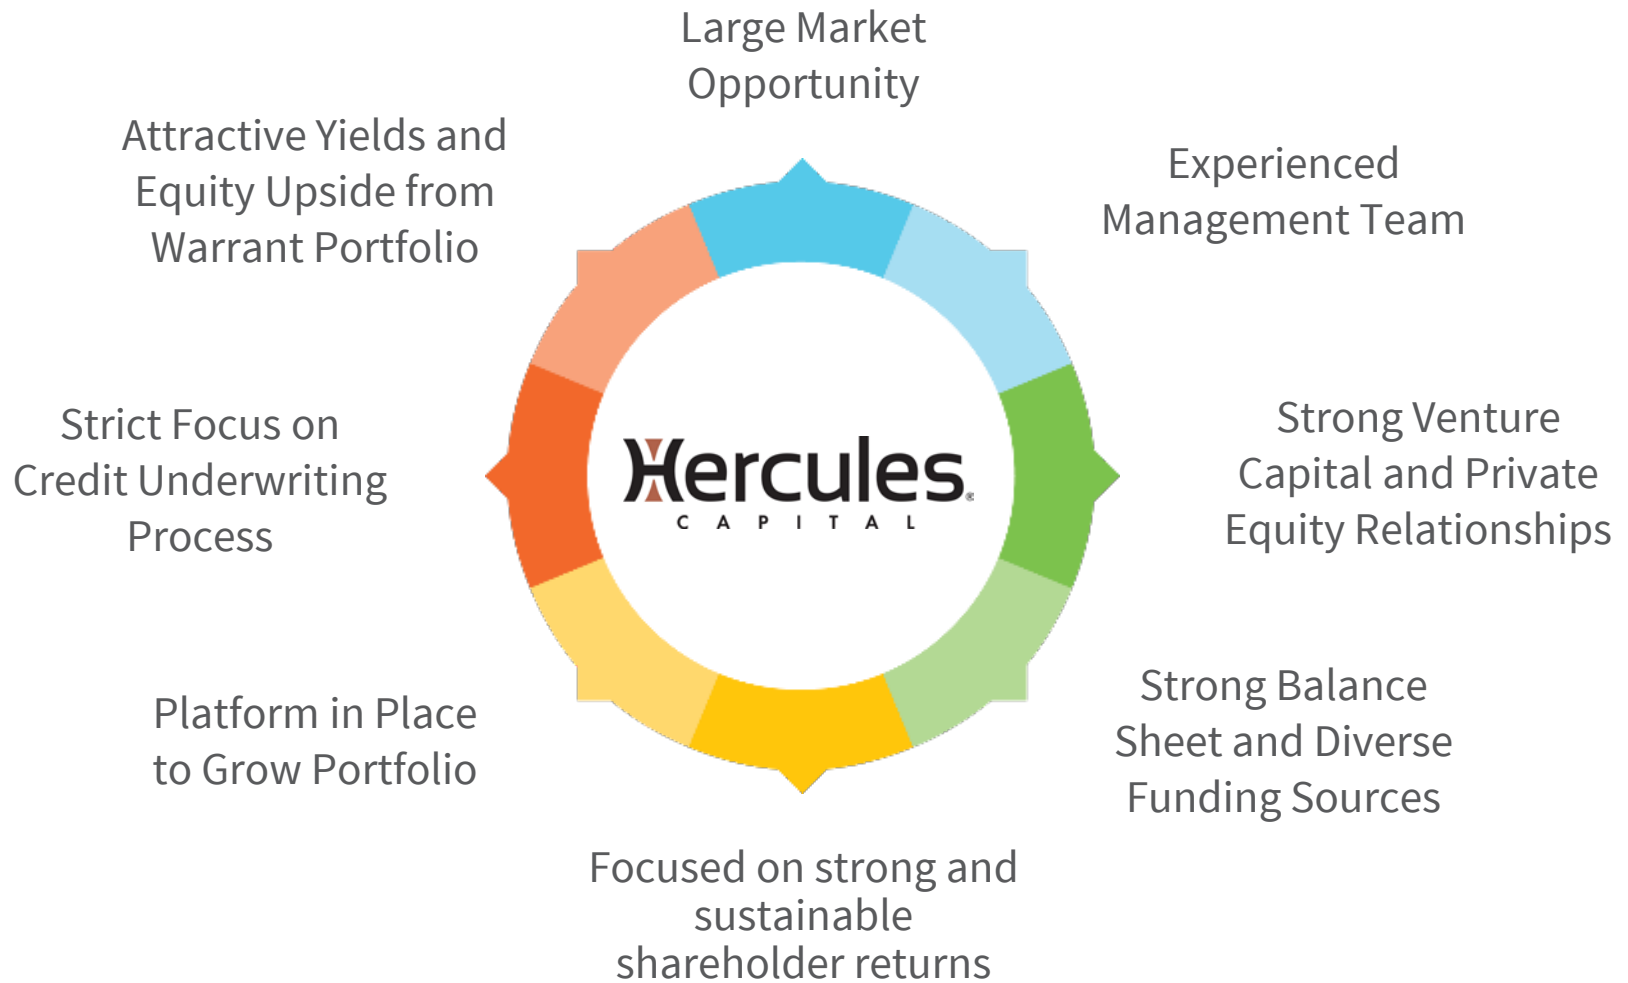 Large Market
Opportunity
Experienced
Management Team
Strong Venture
Capital and Private
Equity Relationships
Strong Balance
Sheet and Diverse
Funding Sources
Focused on strong and
sustainable
shareholder returns
Platform in Place
to Grow Portfolio
Strict Focus on
Credit Underwriting
Process
Attractive Yields and
Equity Upside from
Warrant Portfolio
Hercules®
CAPITAL